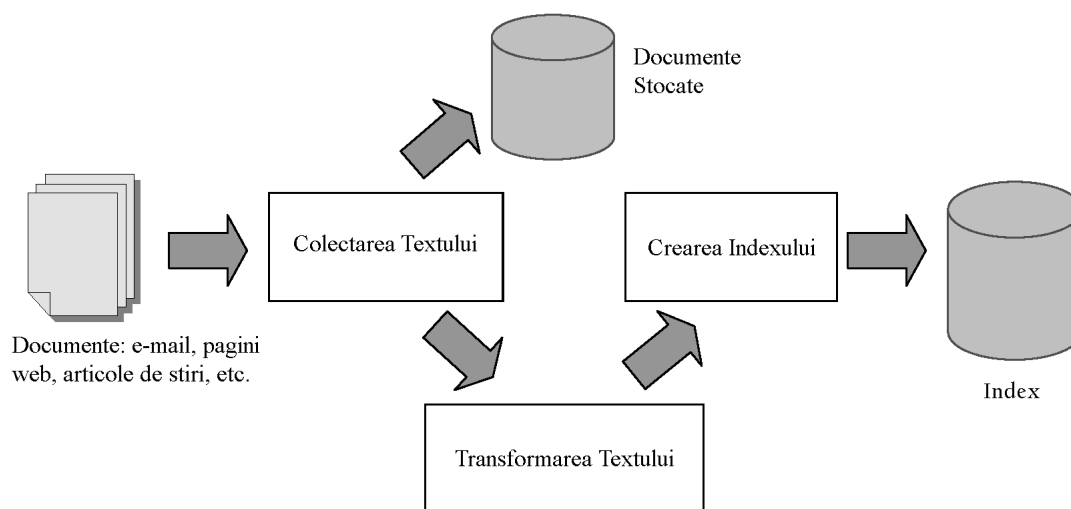 Documente
Stocate
Colectarea Textului
Crearea Indexului
Documente: e-mail, pagini
web, articole de stiri, etc.
Index
Transformarea Textului